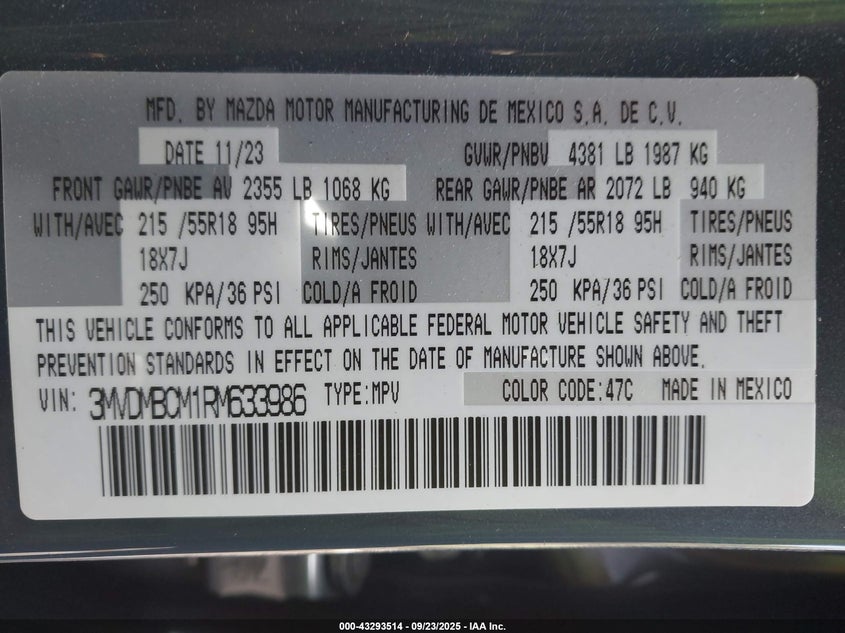 MFD. BY MAZDA MOTOR MANUFACTURING DE MEXICO S.A. DE C.V.
DATE 11/23 GVWR/PNBV 4381 LB 1987 KG
FRONT GAWR/PNBE AV 2355 LB 1068 KG REAR GAWR/PNBE AR 2072 LB 940 KG
WITH/AVEC 215 /55R18 95H TIRES/PNEUS WITH/AVEC 215 /55R18 95H TIRES/PNEUS
18X7J RIMS/JANTES 18X7J RIMS/JANTES
250 KPA/36 PSI COLD/A FROID 250 KPA/36 PSI COLD/A FROID
THIS VEHICLE CONFORMS TO ALL APPLICABLE FEDERAL MOTOR VEHICLE SAFETY AND THEFT
PREVENTION STANDARDS IN EFFECT ON THE DATE OF MANUFACTURE SHOWN ABOVE.
VIN: 3MVDMBCM1RM633986 TYPE:MPV COLOR CODE:47C MADE IN MEXICO
000-43293514 - 09/23/2025 - IAA Inc.